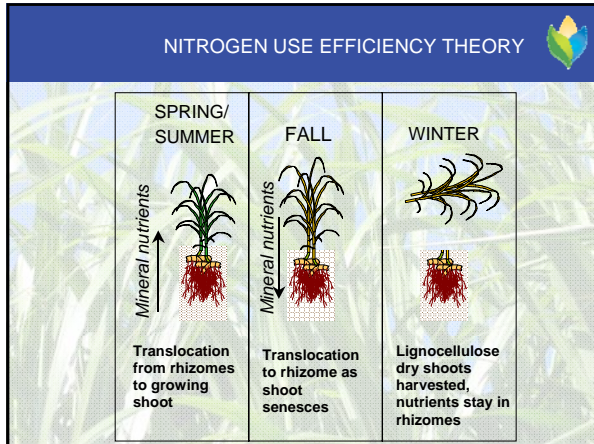 NITROGEN USE EFFICIENCY THEORY
SPRING/
SUMMER
Mineral nutrients
Translocation
from rhizomes
to growing
shoot
FALL
Mineral nutrients
Translocation
to rhizome as
shoot
senesces
WINTER
Lignocellulose
dry shoots
harvested,
nutrients stay in
rhizomes